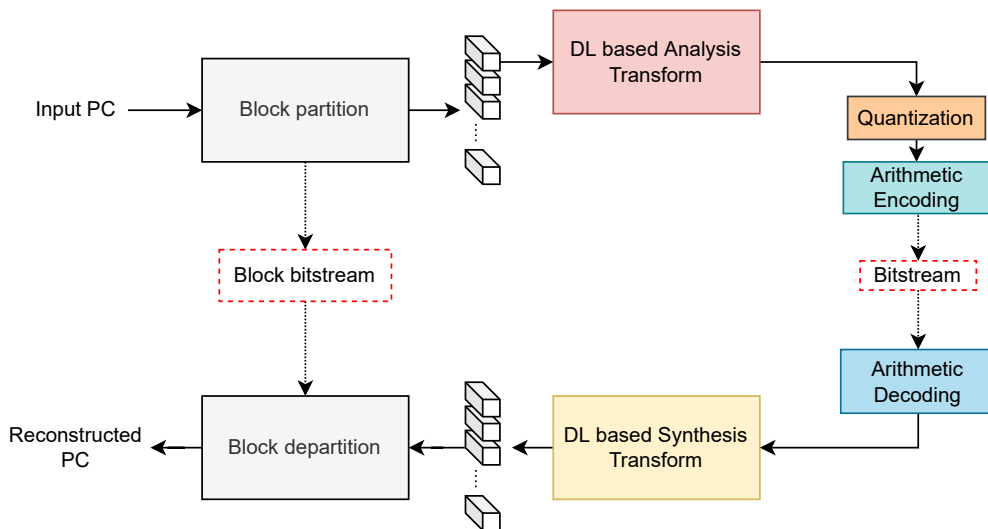 DL based Analysis
Transform
Input PC
Block partition
Quantization
Arithmetic
Encoding
Block bitstream
Bitstream
Arithmetic
Decoding
Reconstructed
PC
Block departition
DL based Synthesis
Transform